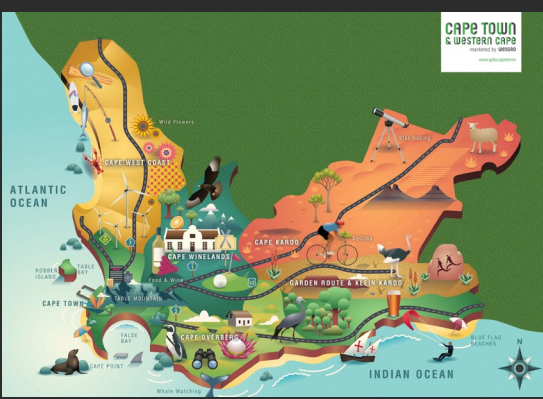 CAPE TOWN
& WESTERN CAPE
marketed by WESGRO
Wild Flowers
Star Gazing
CAPE WEST COAST
ATLANTIC
OCEAN
CAPE KAROO
Cycling
CAPE WINELANDS
ROBBEN
ISLAND
TABLE
BAY
Food & Wine
GARDEN ROUTE & KLEIN KAROO
CAPE TOWN
TABLE MOUNTAIN
FALSE
BAY
CAPE OVERBERG
BLUE FLAG
BEACHES
CAPE POINT
INDIAN OCEAN
Whale Watching